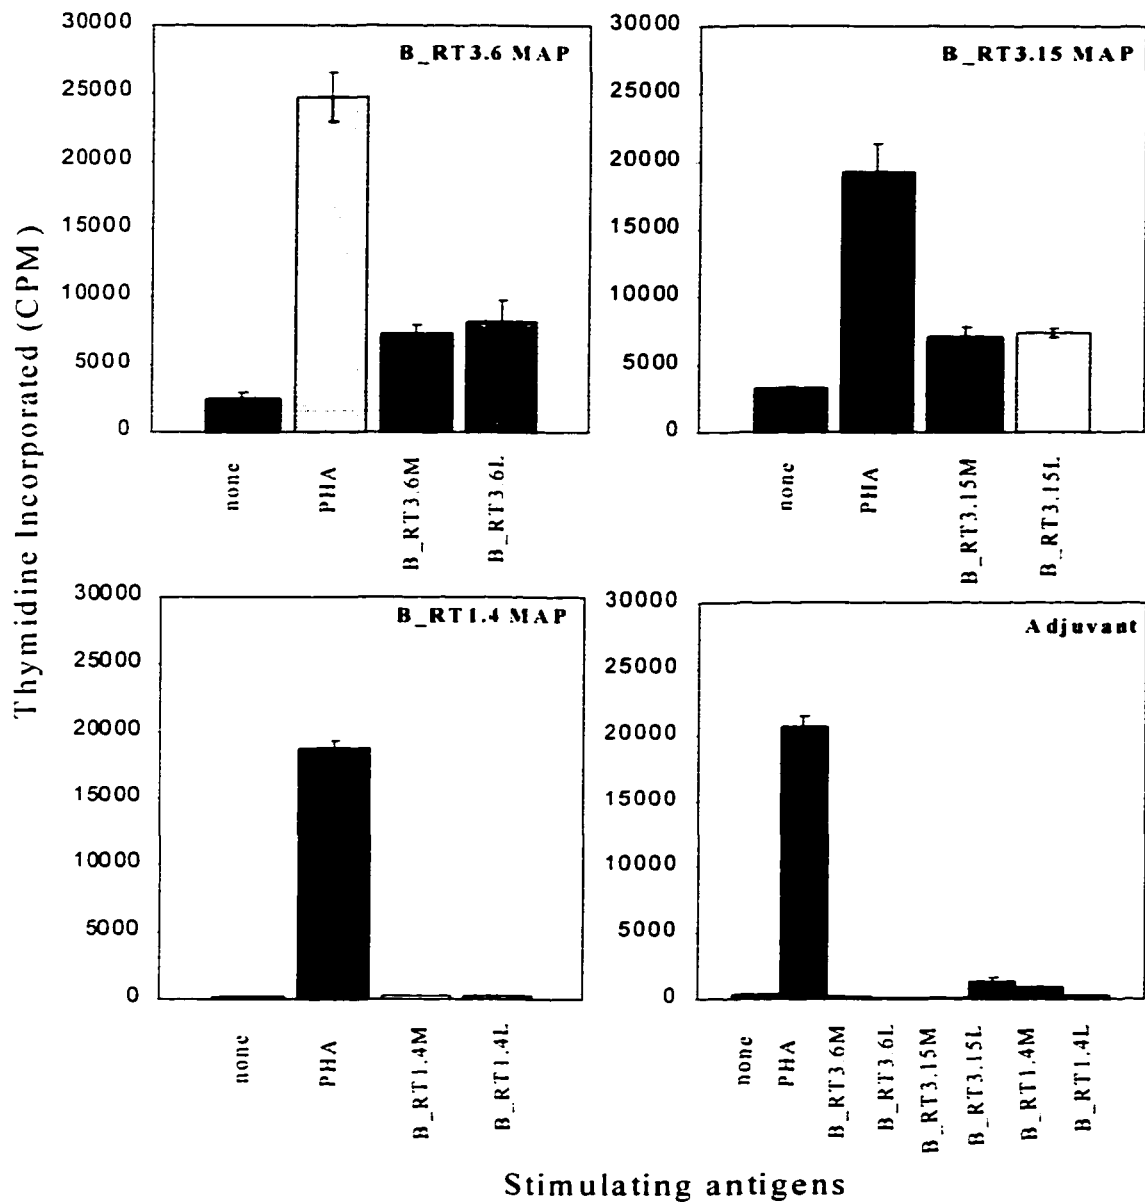 Thymidine Incorporated (CPM)
B_RT3.6 MAP
30000
25000
20000
15000
10000
5000
0
none
PHA
B_RT3.6M
B_RT3 6L
B_RT3.15 MAP
30000
25000
20000
15000
10000
5000
0
none
PHA
B_RT3.15M
B_RT3.15L
B_RT1.4 MAP
30000
25000
20000
15000
10000
5000
0
none
PHA
B_RT1.4M
B_RT1.4L
Adjuvant
30000
25000
20000
15000
10000
5000
0
none
PHA
B_RT3.6M
B_RT3.6L
B_RT3.15M
B_RT3.15L
B_RT1.4M
B_RT1.4L
Stimulating antigens